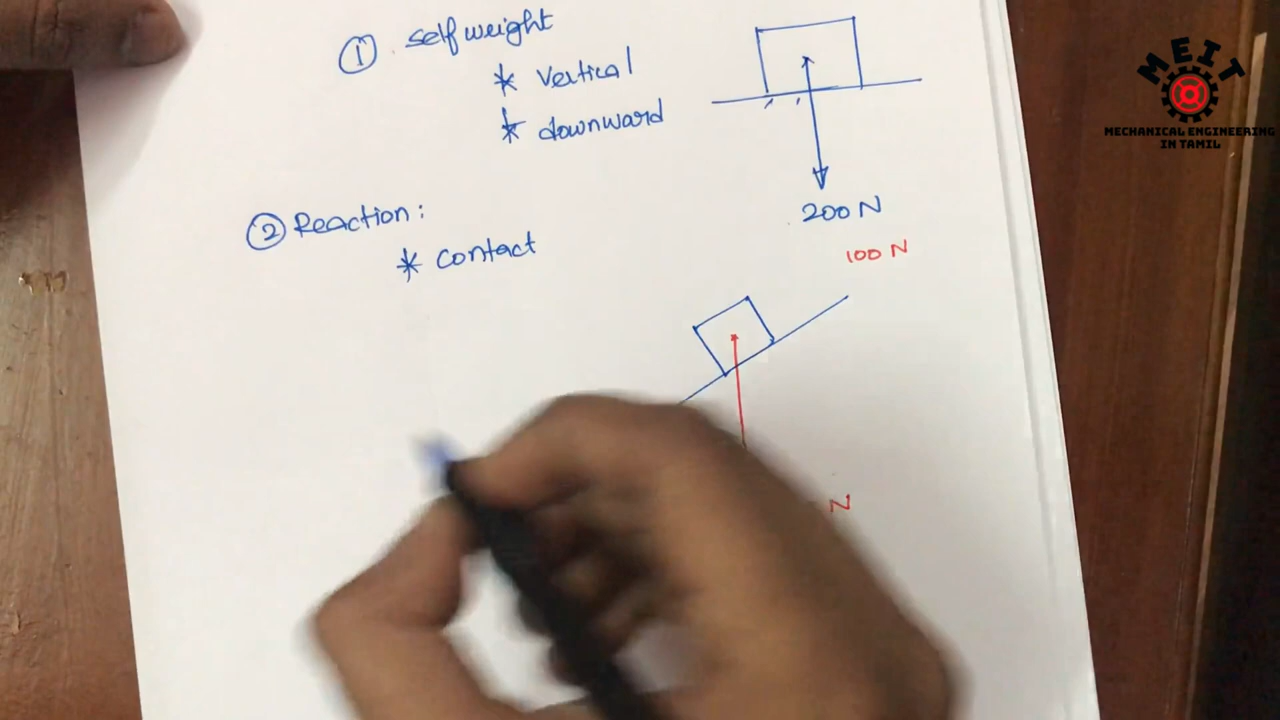 ① self weight
* vertical
* downward
200 N
② Reaction:
* contact
100 N
N
MEIT
MECHANICAL ENGINEERING
IN TAMIL